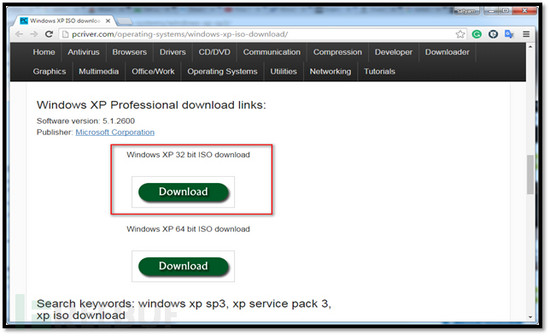 Windows XP ISO download
pcriver.com/operating-systems/windows-xp-iso-download/
Home Antivirus Browsers Drivers CD/DVD Communication Compression Developer Downloader
Graphics Multimedia Office/Work Operating Systems Utilities Networking Tutorials
Windows XP Professional download links:
Software version: 5.1.2600
Publisher: Microsoft Corporation
Windows XP 32 bit ISO download
Download
Windows XP 64 bit ISO download
Download
Search keywords: windows xp sp3, xp service pack 3,
xp iso download